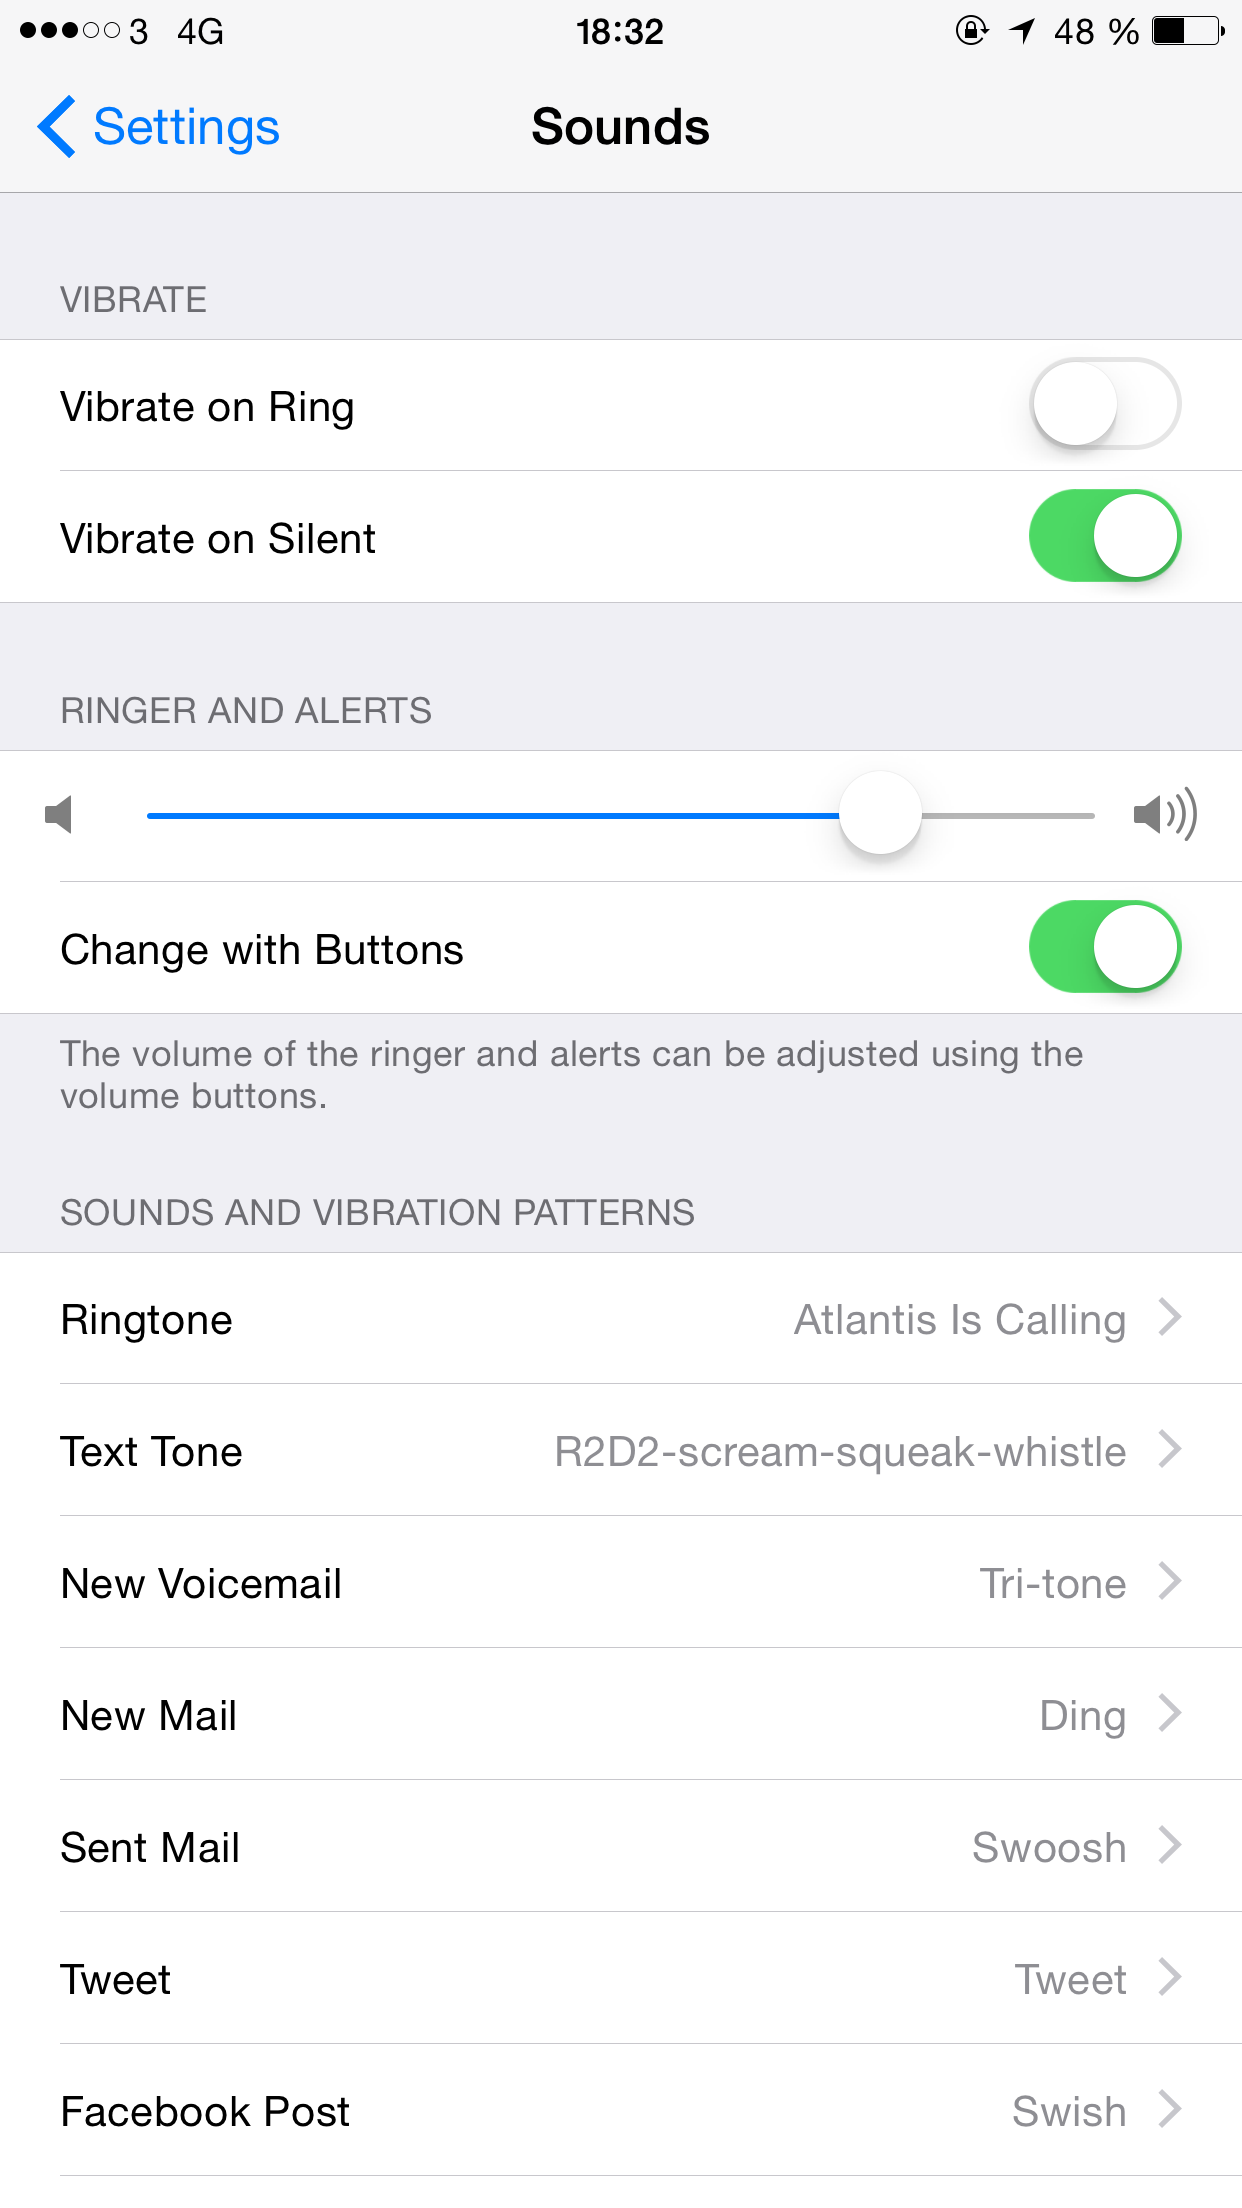 3 4G 18:32 48 %
Settings Sounds
VIBRATE
Vibrate on Ring
Vibrate on Silent
RINGER AND ALERTS
Change with Buttons
The volume of the ringer and alerts can be adjusted using the
volume buttons.
SOUNDS AND VIBRATION PATTERNS
Ringtone Atlantis Is Calling
Text Tone R2D2-scream-squeak-whistle
New Voicemail Tri-tone
New Mail Ding
Sent Mail Swoosh
Tweet Tweet
Facebook Post Swish